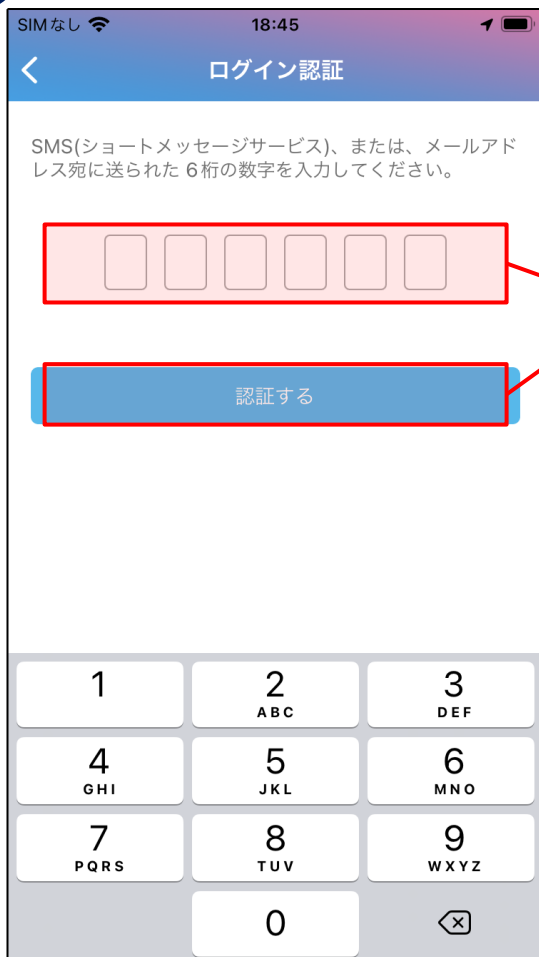 SIMなし 18:45
ログイン認証
SMS(ショートメッセージサービス)、または、メールアド
レス宛に送られた 6桁の数字を入力してください。
認証する
1 2 3
ABC DEF
4 5 6
GHI JKL MNO
7 8 9
PQRS TUV WXYZ
0